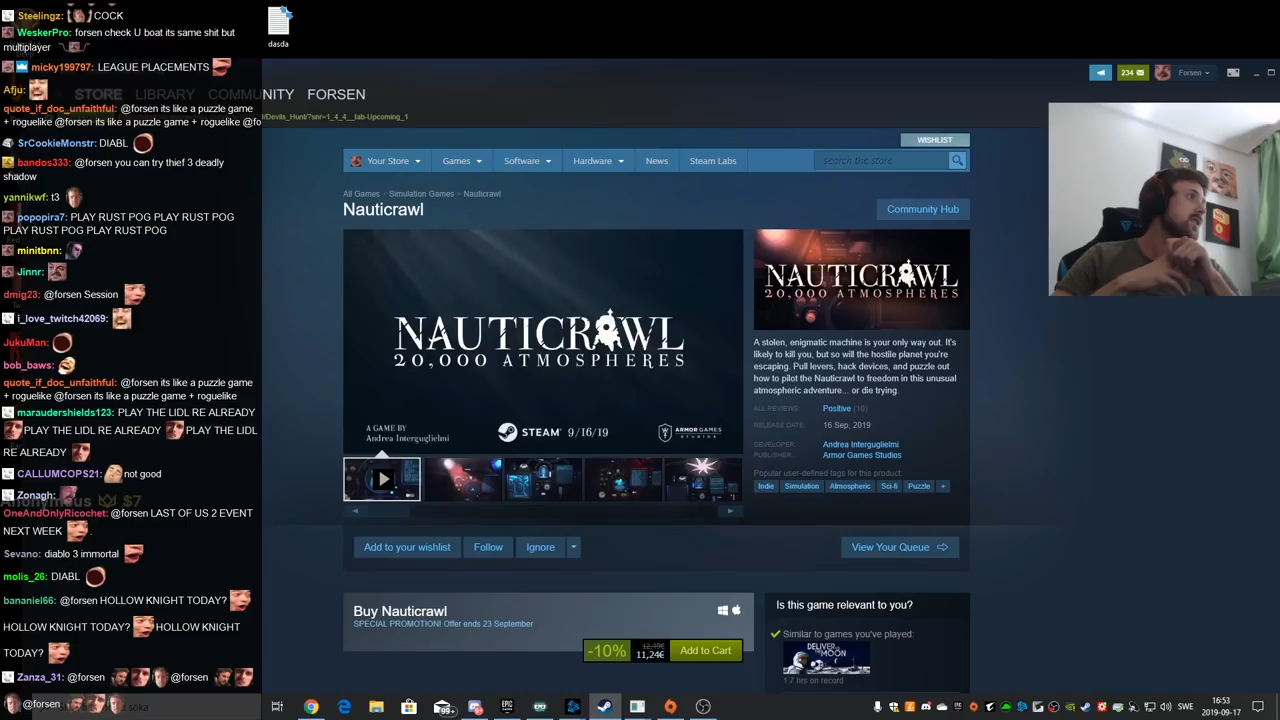 Steelingz: COCK
WeskerPro: forsen check U boat its same shit but
multiplayer
micky199797: LEAGUE PLACEMENTS
Afju:
quote_if_doc_unfaithful: @forsen its like a puzzle game
+ roguelike @forsen its like a puzzle game + roguelike @fo
SrCookieMonstr: DIABL
bandos333: @forsen you can try thief 3 deadly
shadow
yannikwf: t3
popopira7: PLAY RUST POG PLAY RUST POG
PLAY RUST POG PLAY RUST POG
minitbnn:
Jinnr:
dmig23: @forsen Session
i_love_twitch42069:
JukuMan:
bob_baws:
quote_if_doc_unfaithful: @forsen its like a puzzle game
+ roguelike @forsen its like a puzzle game + roguelike
maraudershields123: PLAY THE LIDL RE ALREADY
PLAY THE LIDL RE ALREADY PLAY THE LIDL
RE ALREADY
CALLUMCOPS21: not good
Zonagh:
Anonymous $7
OneAndOnlyRicochet: @forsen LAST OF US 2 EVENT
NEXT WEEK
Sevano: diablo 3 immortal
molis_26: DIABL
bananiel66: @forsen HOLLOW KNIGHT TODAY?
HOLLOW KNIGHT TODAY? HOLLOW KNIGHT
TODAY?
Zanza_31: @forsen @forsen
@forsen
dasda
STORE LIBRARY COMMUNITY FORSEN
l/Devils_Hunt/?snr=1_4_4__tab-Upcoming_1
234 Forsen
WISHLIST
Your Store Games Software Hardware News Steam Labs search the store
All Games > Simulation Games > Nauticrawl
Nauticrawl
Community Hub
NAUTICRAWL
20,000 ATMOSPHERES
A GAME BY
Andrea Interguglielmi
STEAM 9/16/19
ARMOR GAMES
STUDIOS
NAUTICRAWL
20,000 ATMOSPHERES
A stolen, enigmatic machine is your only way out. It's
likely to kill you, but so will the hostile planet you're
escaping. Pull levers, hack devices, and puzzle out
how to pilot the Nauticrawl to freedom in this unusual
atmospheric adventure... or die trying.
ALL REVIEWS: Positive (10)
RELEASE DATE: 16 Sep, 2019
DEVELOPER: Andrea Interguglielmi
PUBLISHER: Armor Games Studios
Popular user-defined tags for this product:
Indie Simulation Atmospheric Sci-fi Puzzle +
Add to your wishlist Follow Ignore View Your Queue
Buy Nauticrawl
SPECIAL PROMOTION! Offer ends 23 September
-10% 12,49€ 11,24€ Add to Cart
Is this game relevant to you?
Similar to games you've played:
DELIVER US
THE MOON
1.7 hrs on record
99+
EPIC
SWE
16:53
2019-09-17